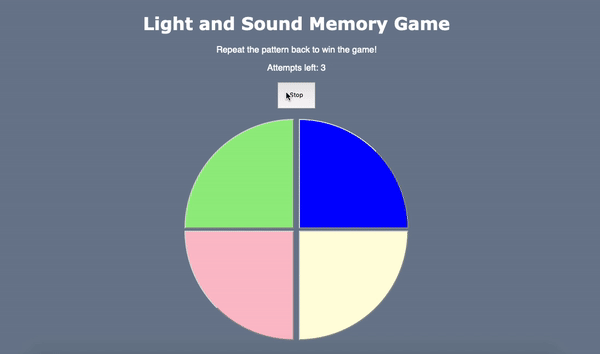 Light and Sound Memory Game
Repeat the pattern back to win the game!
Attempts left: 3
Stop